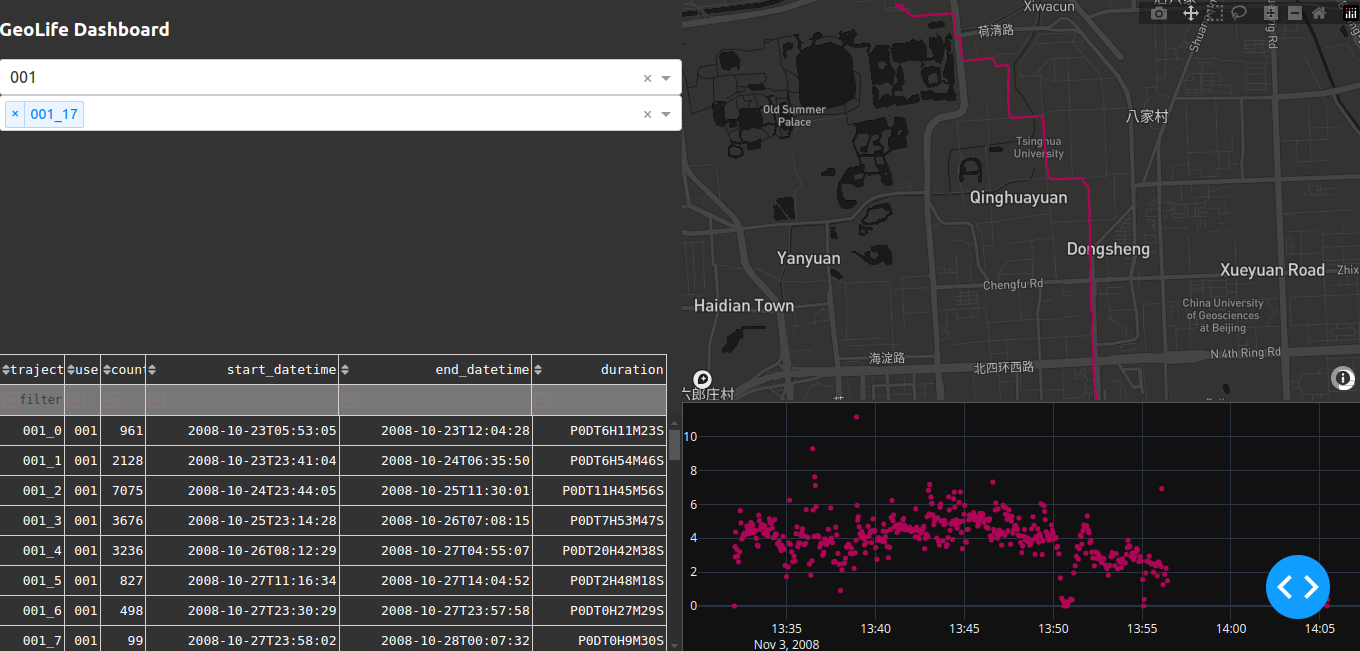 GeoLife Dashboard
001
× 001_17
traject use count start_datetime end_datetime duration
filter
001_0 001 961 2008-10-23T05:53:05 2008-10-23T12:04:28 P0DT6H11M23S
001_1 001 2128 2008-10-23T23:41:04 2008-10-24T06:35:50 P0DT6H54M46S
001_2 001 7075 2008-10-24T23:44:05 2008-10-25T11:30:01 P0DT11H45M56S
001_3 001 3676 2008-10-25T23:14:28 2008-10-26T07:08:15 P0DT7H53M47S
001_4 001 3236 2008-10-26T08:12:29 2008-10-27T04:55:07 P0DT20H42M38S
001_5 001 827 2008-10-27T11:16:34 2008-10-27T14:04:52 P0DT2H48M18S
001_6 001 498 2008-10-27T23:30:29 2008-10-27T23:57:58 P0DT0H27M29S
001_7 001 99 2008-10-27T23:58:02 2008-10-28T00:07:32 P0DT0H9M30S
Xiwacun
荷清路
Old Summer
Palace
八家村
Tsinghua
University
Qinghuayuan
Dongsheng
Yanyuan
Xueyuan Road
Zhix
Chengfu Rd
Haidian Town
China University
of Geosciences
at Beijing
N 4th Ring Rd
海淀路
北四环西路
六郎庄村
10
8
6
4
2
0
13:35 13:40 13:45 13:50 13:55 14:00 14:05
Nov 3, 2008